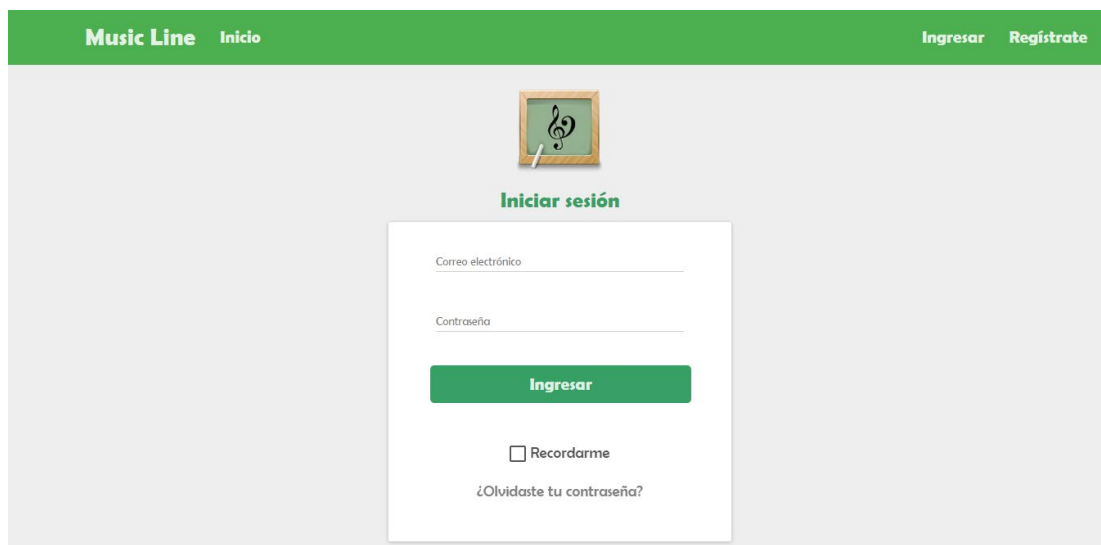 Music Line Inicio Ingresar Regístrate
Iniciar sesión
Correo electrónico
Contraseña
Ingresar
Recordarme
¿Olvidaste tu contraseña?